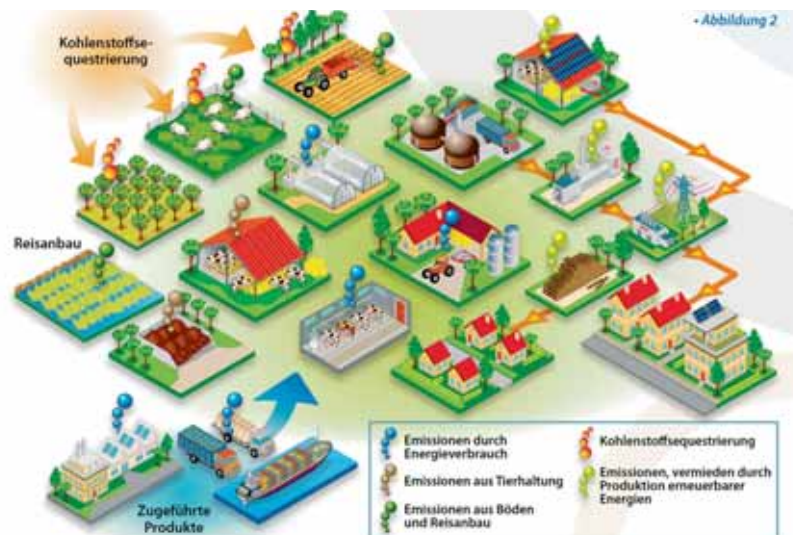 • Abbildung 2
Kohlenstoffse-
questrierung
Reisanbau
Zugeführte
Produkte
Emissionen durch
Energieverbrauch
Emissionen aus Tierhaltung
Emissionen aus Böden
und Reisanbau
Kohlenstoffsequestrierung
Emissionen, vermieden durch
Produktion erneuerbarer
Energien